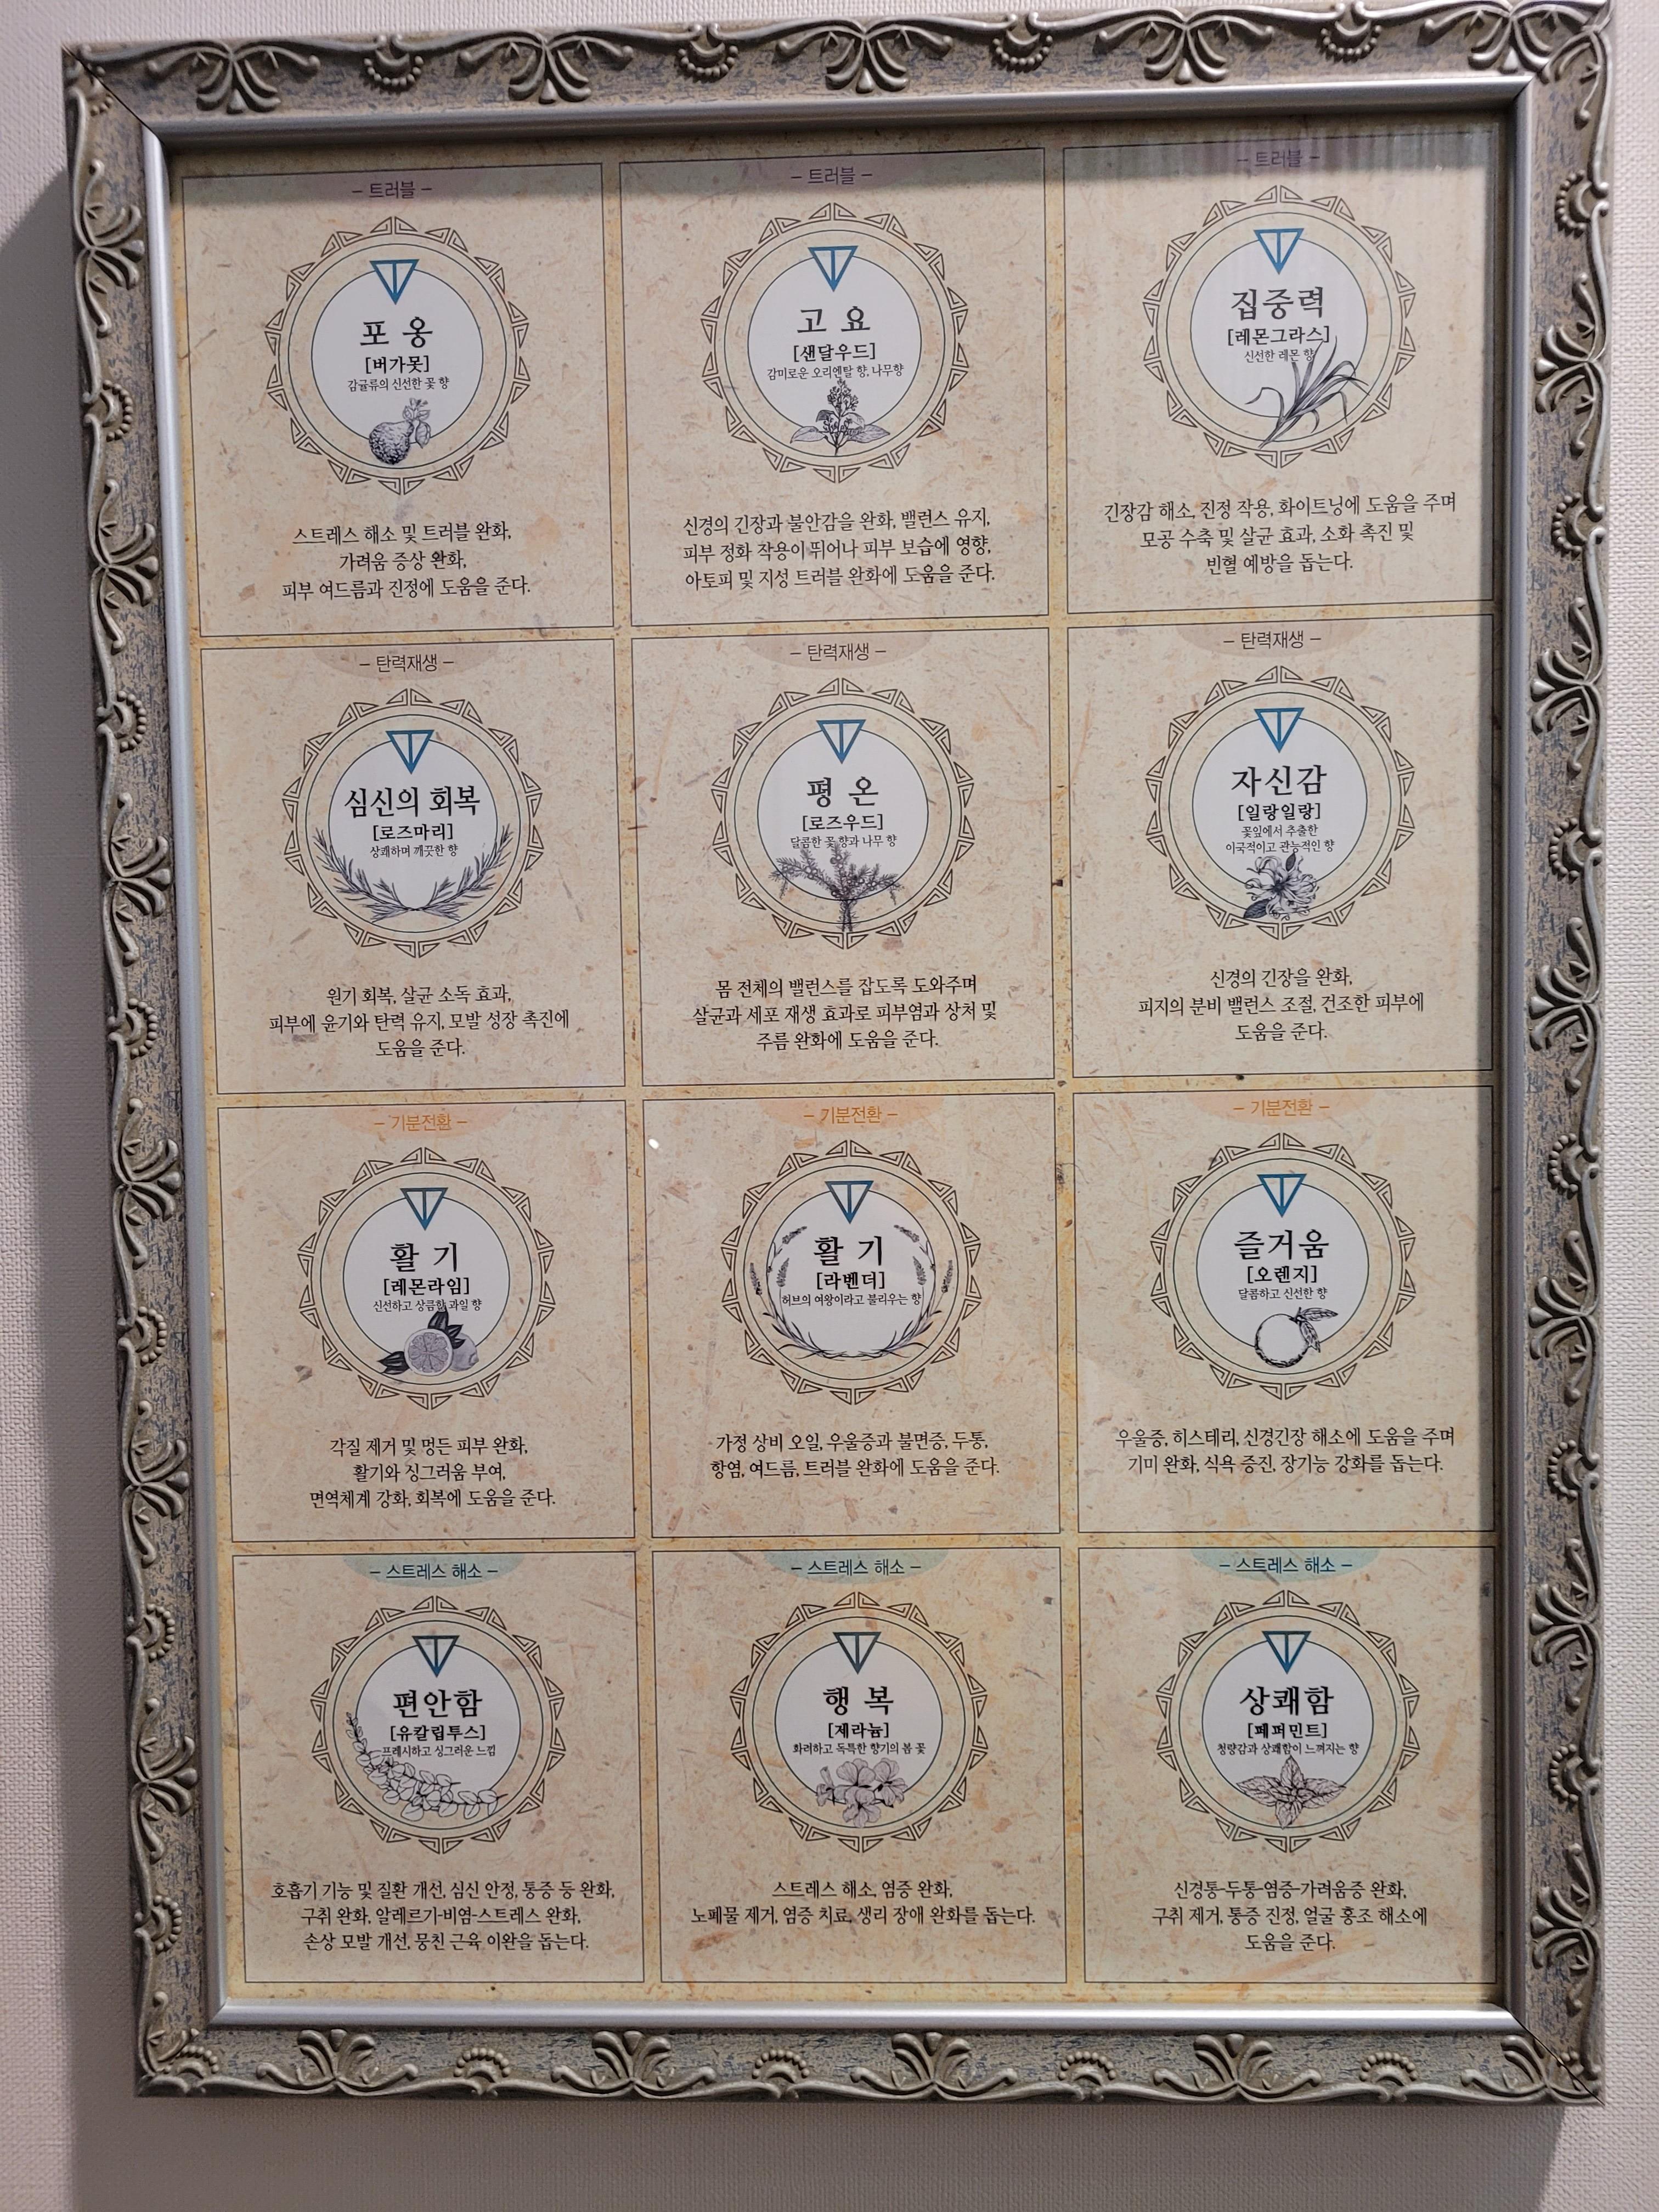 - 트러블 -
포 옹
[버가못]
감귤류의 신선한 꽃 향
스트레스 해소 및 트러블 완화,
가려움 증상 완화,
피부 여드름과 진정에 도움을 준다.
- 트러블 -
고 요
[샌달우드]
감미로운 오리엔탈 향, 나무향
신경의 긴장과 불안감을 완화, 밸런스 유지,
피부 정화 작용이 뛰어나 피부 보습에 영향,
아토피 및 지성 트러블 완화에 도움을 준다.
- 트러블 -
집중력
[레몬그라스]
신선한 레몬 향
긴장감 해소, 진정 작용, 화이트닝에 도움을 주며
모공 수축 및 살균 효과, 소화 촉진 및
빈혈 예방을 돕는다.
- 탄력재생 -
심신의 회복
[로즈마리]
상쾌하며 깨끗한 향
원기 회복, 살균 소독 효과,
피부에 윤기와 탄력 유지, 모발 성장 촉진에
도움을 준다.
- 탄력재생 -
평 온
[로즈우드]
달콤한 꽃 향과 나무 향
몸 전체의 밸런스를 잡도록 도와주며
살균과 세포 재생 효과로 피부염과 상처 및
주름 완화에 도움을 준다.
- 탄력재생 -
자신감
[일랑일랑]
꽃잎에서 추출한
이국적이고 관능적인 향
신경의 긴장을 완화,
피지의 분비 밸런스 조절, 건조한 피부에
도움을 준다.
- 기분전환 -
활 기
[레몬라임]
신선하고 상큼한 과일 향
각질 제거 및 멍든 피부 완화,
활기와 싱그러움 부여,
면역체계 강화, 회복에 도움을 준다.
- 기분전환 -
활 기
[라벤더]
허브의 여왕이라고 불리우는 향
가정 상비 오일, 우울증과 불면증, 두통,
항염, 여드름, 트러블 완화에 도움을 준다.
- 기분전환 -
즐거움
[오렌지]
달콤하고 신선한 향
우울증, 히스테리, 신경긴장 해소에 도움을 주며
기미 완화, 식욕 증진, 장기능 강화를 돕는다.
- 스트레스 해소 -
편안함
[유칼립투스]
프레시하고 싱그러운 느낌
호흡기 기능 및 질환 개선, 심신 안정, 통증 등 완화,
구취 완화, 알레르기-비염-스트레스 완화,
손상 모발 개선, 뭉친 근육 이완을 돕는다.
- 스트레스 해소 -
행 복
[제라늄]
화려하고 독특한 향기의 봄 꽃
스트레스 해소, 염증 완화,
노폐물 제거, 염증 치료, 생리 장애 완화를 돕는다.
- 스트레스 해소 -
상쾌함
[페퍼민트]
청량감과 상쾌함이 느껴지는 향
신경통-두통-염증-가려움증 완화,
구취 제거, 통증 진정, 얼굴 홍조 해소에
도움을 준다.